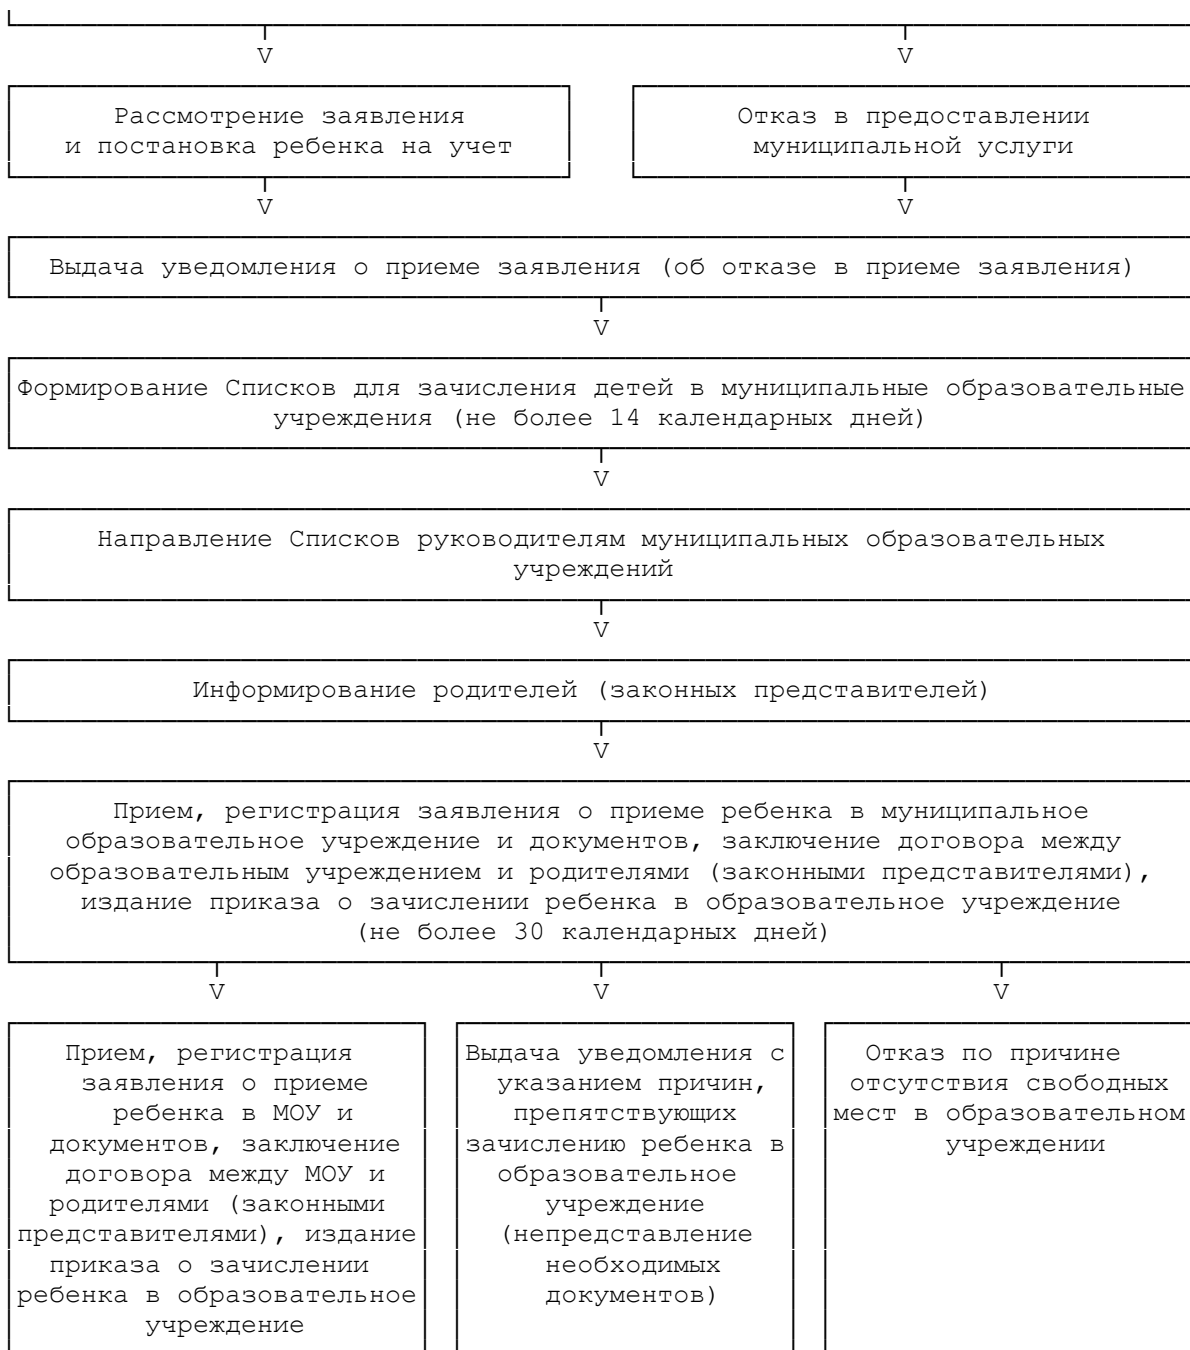 V V
Рассмотрение заявления
и постановка ребенка на учет
Отказ в предоставлении
муниципальной услуги
V V
Выдача уведомления о приеме заявления (об отказе в приеме заявления)
V
Формирование Списков для зачисления детей в муниципальные образовательные
учреждения (не более 14 календарных дней)
V
Направление Списков руководителям муниципальных образовательных
учреждений
V
Информирование родителей (законных представителей)
V
Прием, регистрация заявления о приеме ребенка в муниципальное
образовательное учреждение и документов, заключение договора между
образовательным учреждением и родителями (законными представителями),
издание приказа о зачислении ребенка в образовательное учреждение
(не более 30 календарных дней)
V V V
Прием, регистрация
заявления о приеме
ребенка в МОУ и
документов, заключение
договора между МОУ и
родителями (законными
представителями), издание
приказа о зачислении
ребенка в образовательное
учреждение
Выдача уведомления с
указанием причин,
препятствующих
зачислению ребенка в
образовательное
учреждение
(непредставление
необходимых
документов)
Отказ по причине
отсутствия свободных
мест в образовательном
учреждении